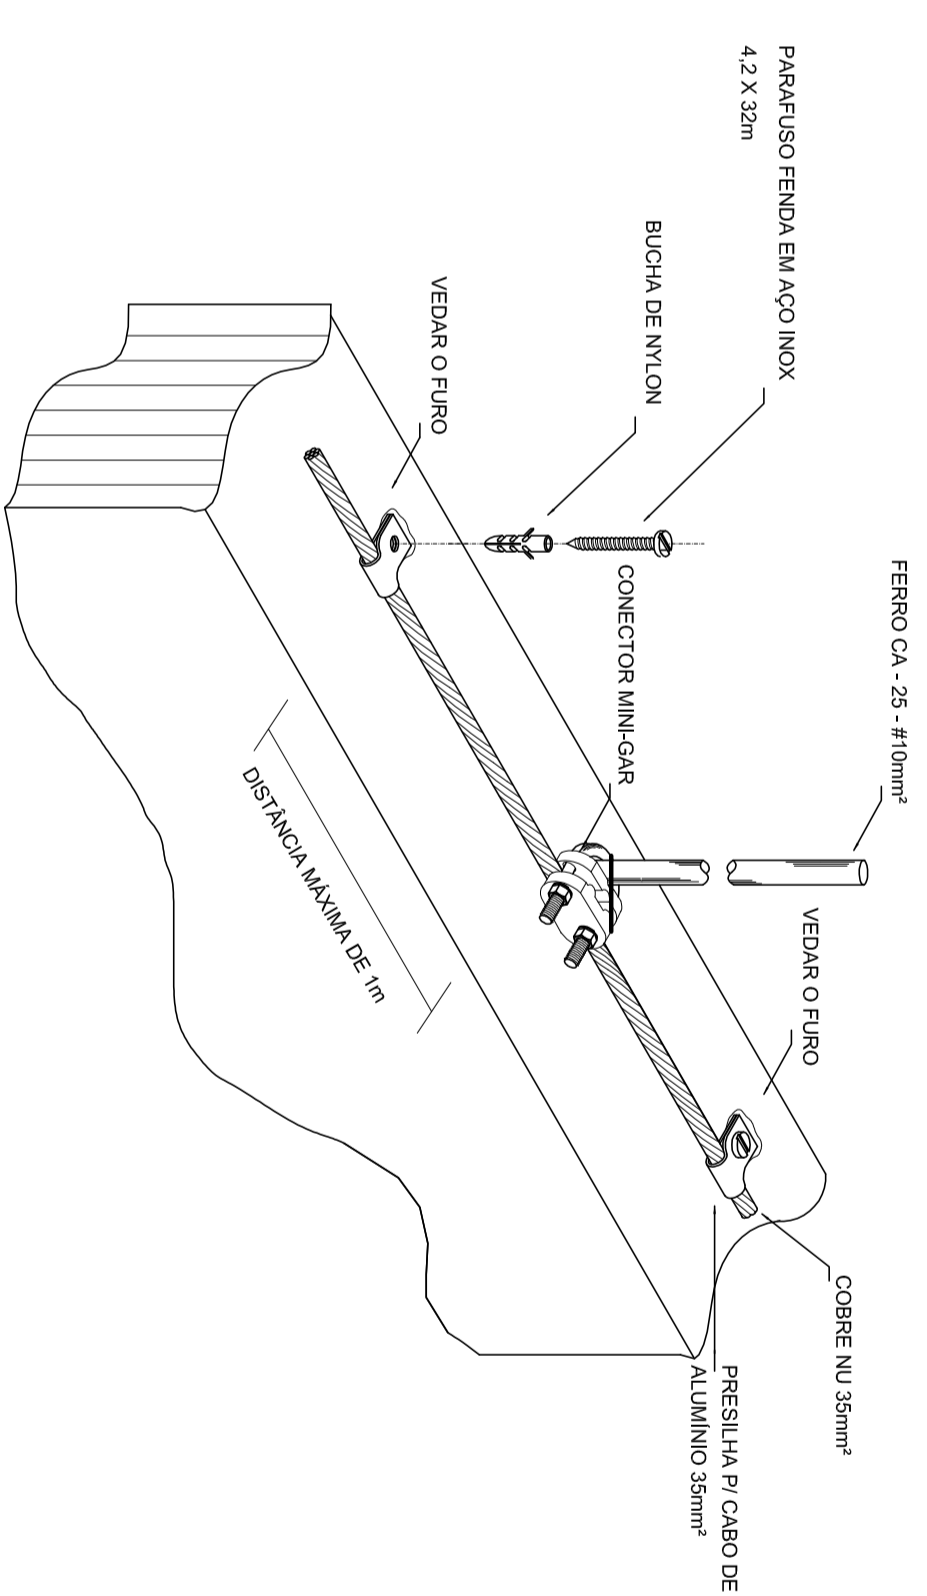 PARAFUSO FENDA EM AÇO INOX
4,2 X 32m
BUCHA DE NYLON
VEDAR O FURO
FERRO CA - 25 - #10mm²
CONECTOR MINI-GAR
VEDAR O FURO
DISTÂNCIA MÁXIMA DE 1m
COBRE NU 35mm²
PRESILHA P/ CABO DE
ALUMÍNIO 35mm²